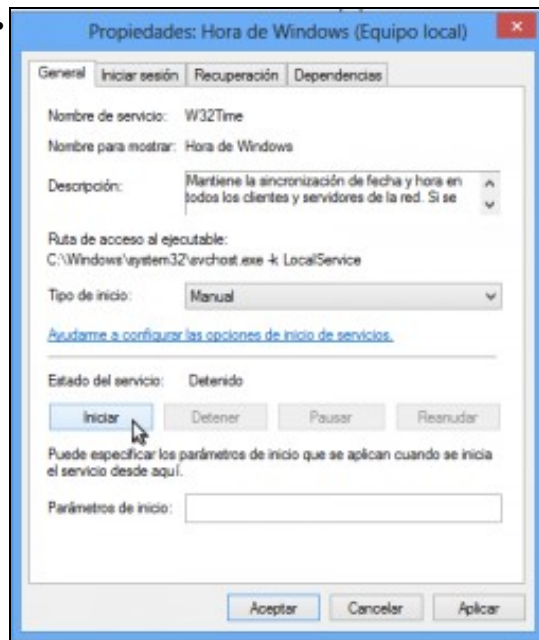 Propiedades: Hora de Windows (Equipo local)
General Iniciar sesión Recuperación Dependencias
Nombre de servicio: W32Time
Nombre para mostrar: Hora de Windows
Descripción: Mantiene la sincronización de fecha y hora en
todos los clientes y servidores de la red. Si se
Ruta de acceso al ejecutable:
C:\Windows\system32\svchost.exe -k LocalService
Tipo de inicio: Manual
Ayudarme a configurar las opciones de inicio de servicios.
Estado del servicio: Detenido
Iniciar Detener Pausar Reanudar
Puede especificar los parámetros de inicio que se aplican cuando se inicia
el servicio desde aquí.
Parámetros de inicio:
Aceptar Cancelar Aplicar